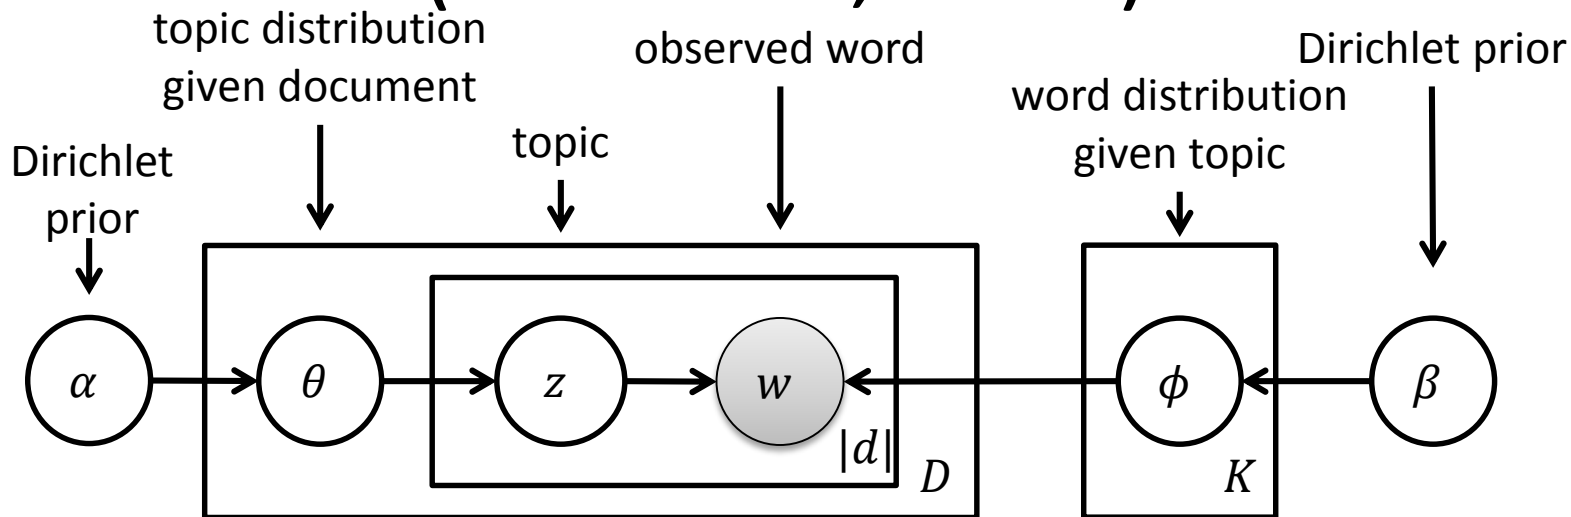 topic distribution
given document
observed word
Dirichlet prior
word distribution
given topic
topic
Dirichlet
prior
α
θ
z
w
ϕ
β
|d|
D
K